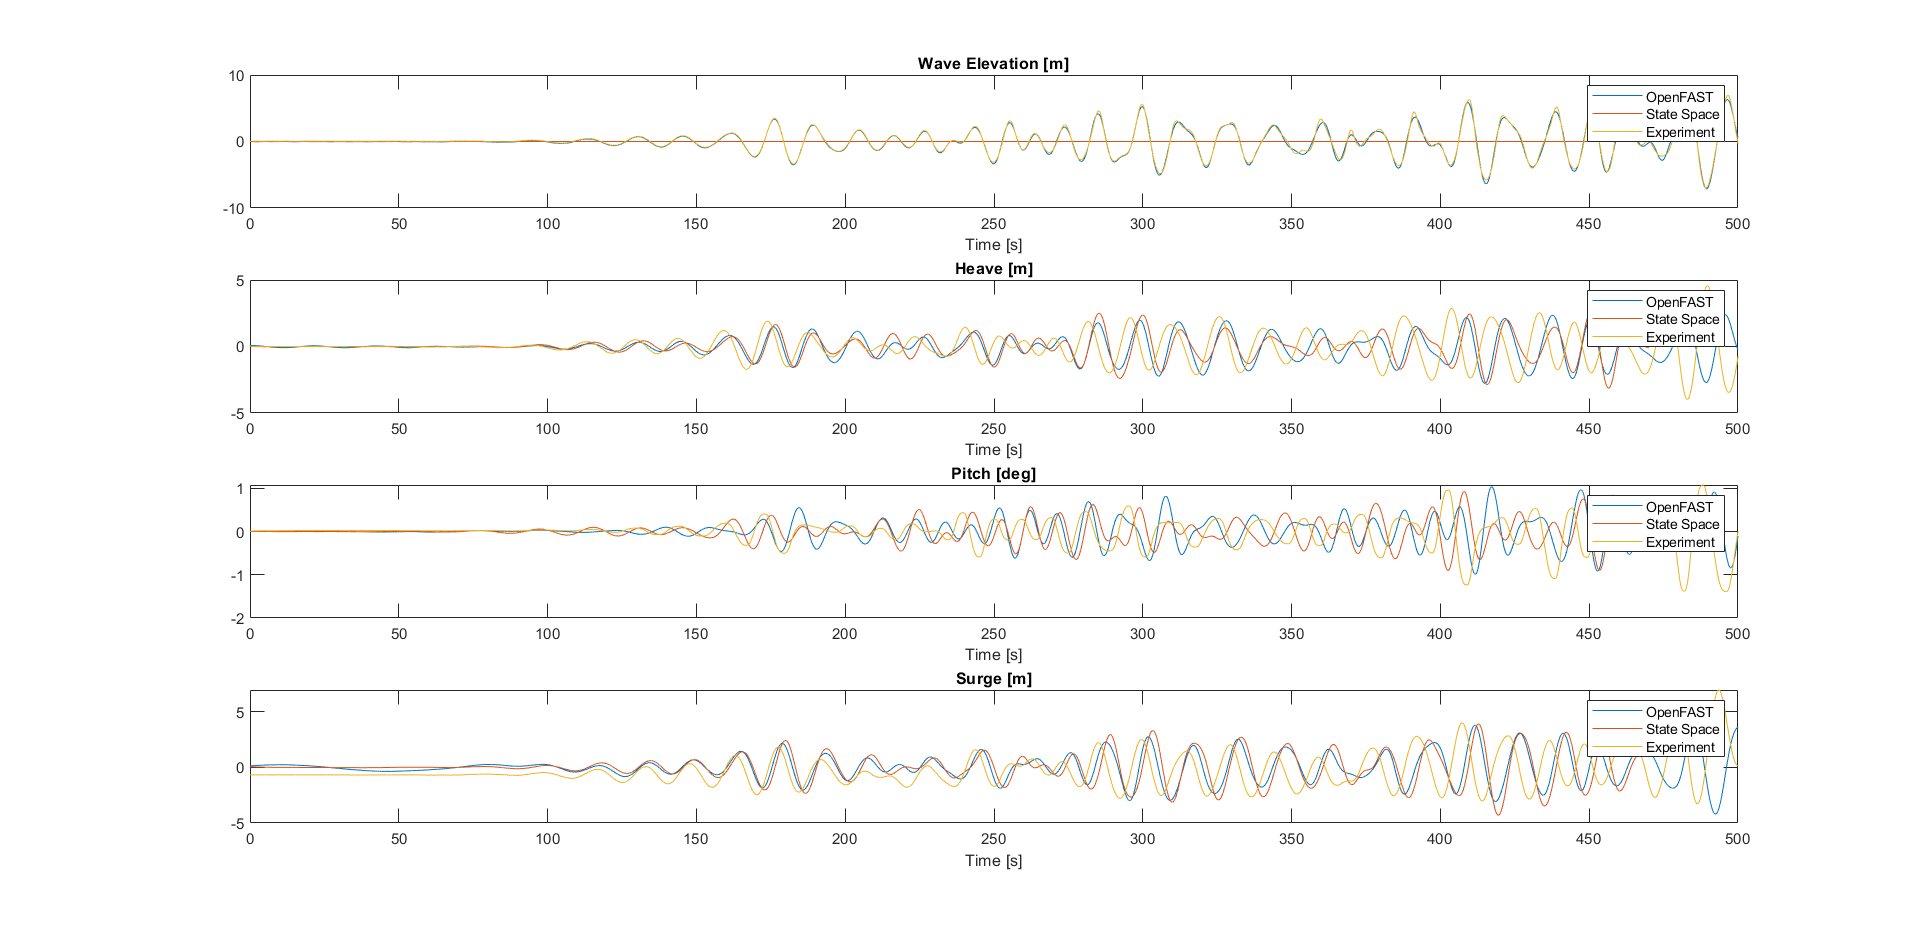 Wave Elevation [m]
10
0
-10
OpenFAST
State Space
Experiment
0 50 100 150 200 250 300 350 400 450 500
Time [s]
Heave [m]
5
0
-5
OpenFAST
State Space
Experiment
0 50 100 150 200 250 300 350 400 450 500
Time [s]
Pitch [deg]
1
0
-1
-2
OpenFAST
State Space
Experiment
0 50 100 150 200 250 300 350 400 450 500
Time [s]
Surge [m]
5
0
-5
OpenFAST
State Space
Experiment
0 50 100 150 200 250 300 350 400 450 500
Time [s]